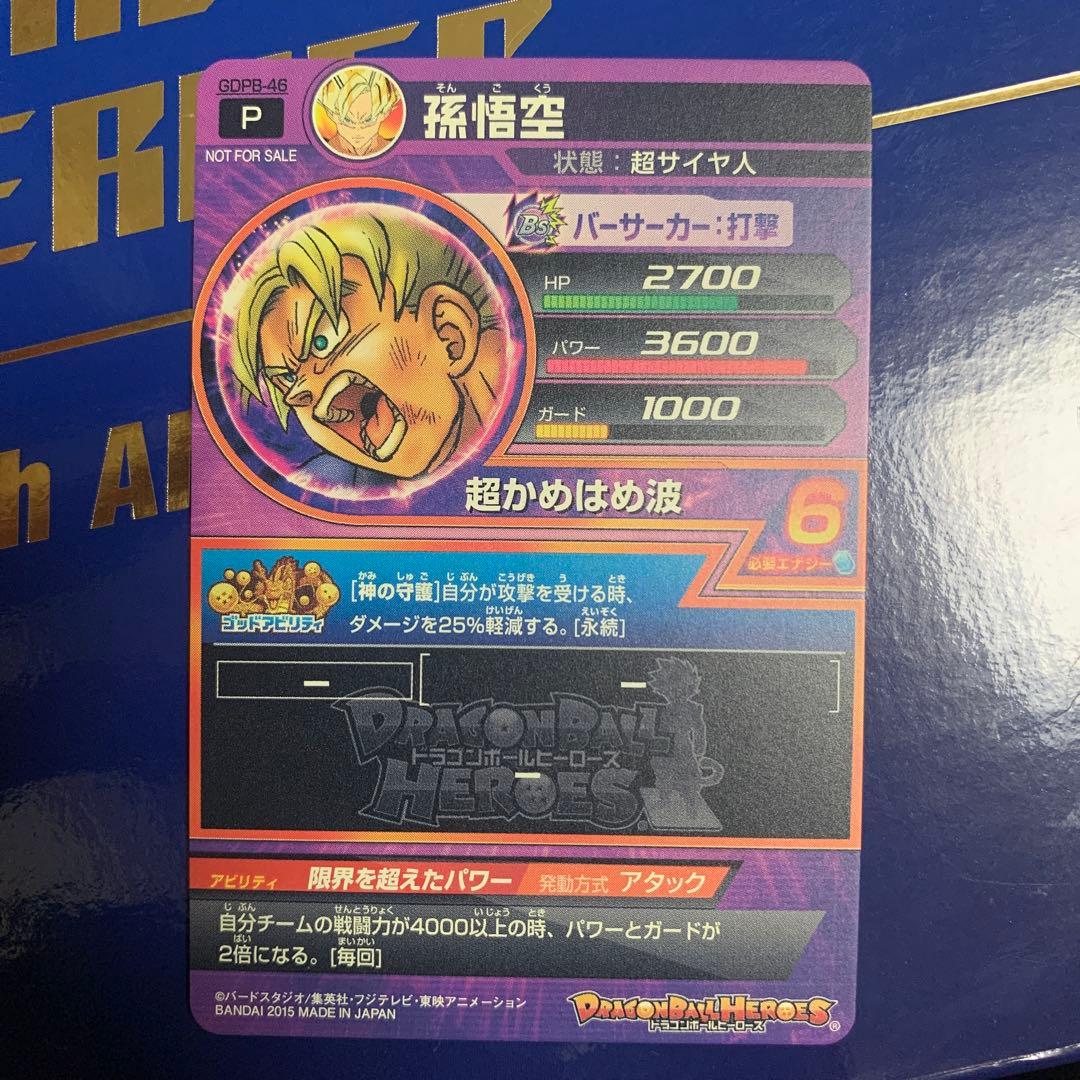 GDPB-46
P
NOT FOR SALE
そん ご くう
孫悟空
状態：超サイヤ人
Bs バーサーカー：打撃
HP 2700
パワー 3600
ガード 1000
超かめはめ波
6
必要エナジー
ゴッドアビリティ
かみ しゅご じぶん こうげき う とき
[神の守護]自分が攻撃を受ける時、
けいげん えいぞく
ダメージを25%軽減する。[永続]
ー ー
DRAGON BALL
ドラゴンボールヒーローズ
ー
HEROES
アビリティ 限界を超えたパワー 発動方式 アタック
じぶん せんとうりょく いじょう とき
自分チームの戦闘力が4000以上の時、パワーとガードが
ばい まいかい
2倍になる。[毎回]
©バードスタジオ/集英社・フジテレビ・東映アニメーション
BANDAI 2015 MADE IN JAPAN
DRAGON BALL HEROES
ドラゴンボールヒーローズ ®